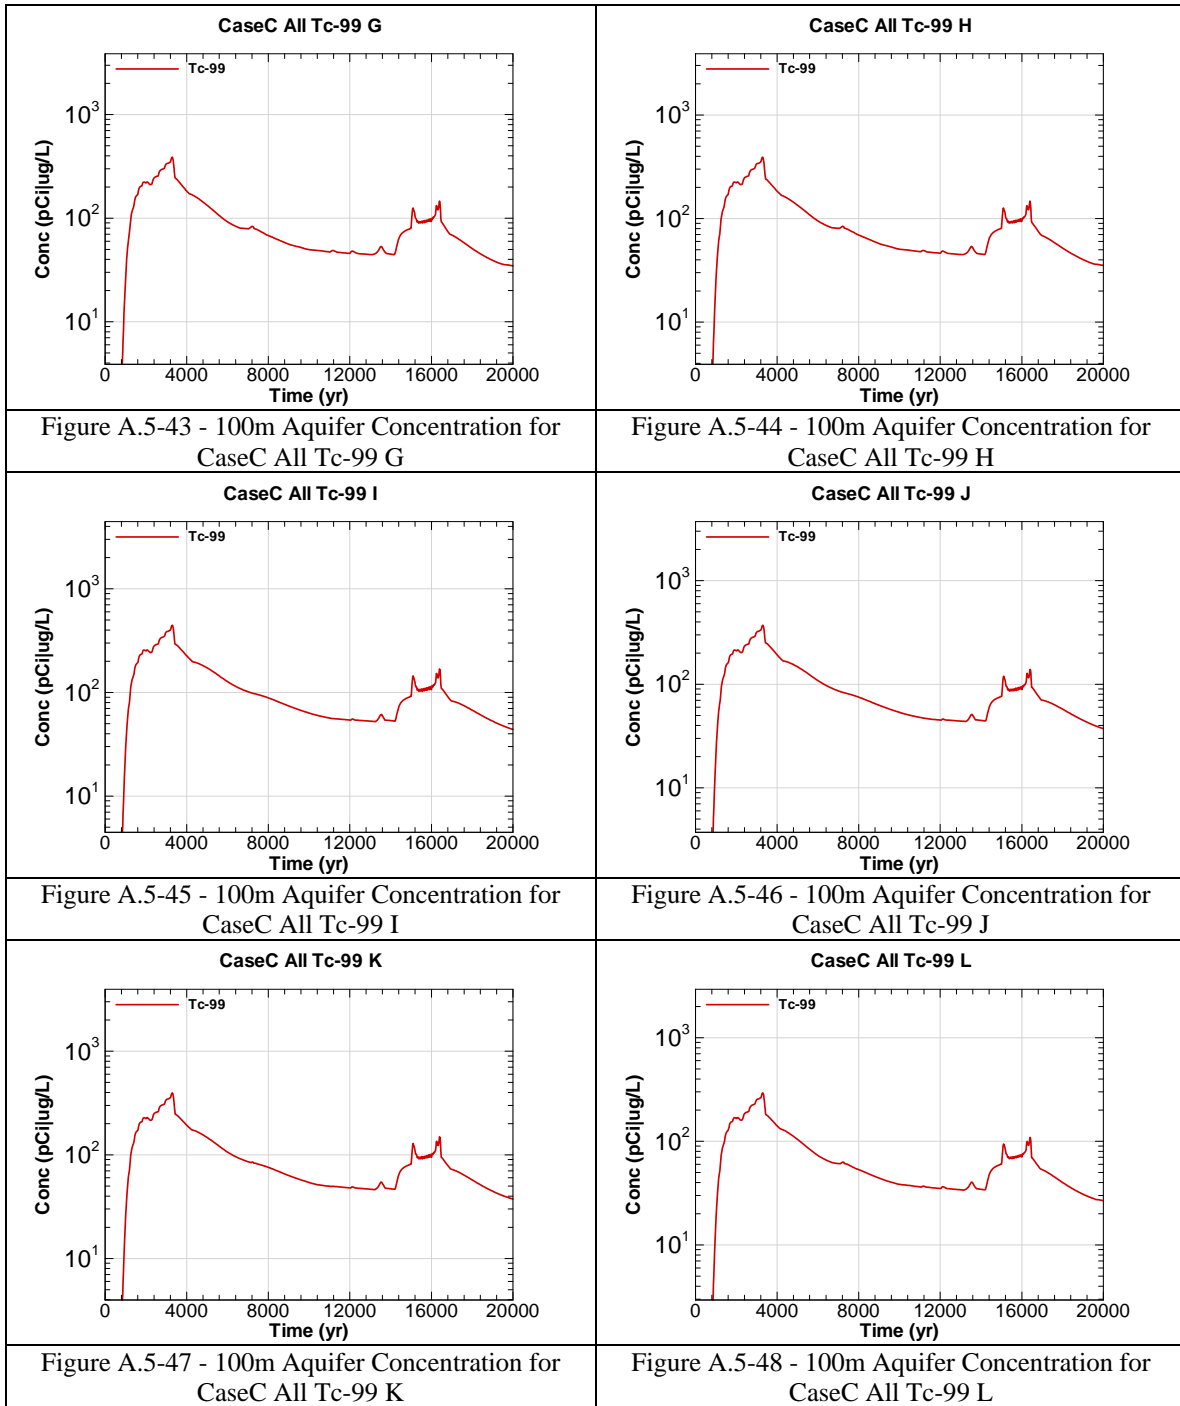 CaseC All Tc-99 G
Tc-99
10³
10²
10¹
Conc (pCi|ug/L)
0 4000 8000 12000 16000 20000
Time (yr)
Figure A.5-43 - 100m Aquifer Concentration for
CaseC All Tc-99 G
CaseC All Tc-99 H
Tc-99
10³
10²
10¹
Conc (pCi|ug/L)
0 4000 8000 12000 16000 20000
Time (yr)
Figure A.5-44 - 100m Aquifer Concentration for
CaseC All Tc-99 H
CaseC All Tc-99 I
Tc-99
10³
10²
10¹
Conc (pCi|ug/L)
0 4000 8000 12000 16000 20000
Time (yr)
Figure A.5-45 - 100m Aquifer Concentration for
CaseC All Tc-99 I
CaseC All Tc-99 J
Tc-99
10³
10²
10¹
Conc (pCi|ug/L)
0 4000 8000 12000 16000 20000
Time (yr)
Figure A.5-46 - 100m Aquifer Concentration for
CaseC All Tc-99 J
CaseC All Tc-99 K
Tc-99
10³
10²
10¹
Conc (pCi|ug/L)
0 4000 8000 12000 16000 20000
Time (yr)
Figure A.5-47 - 100m Aquifer Concentration for
CaseC All Tc-99 K
CaseC All Tc-99 L
Tc-99
10³
10²
10¹
Conc (pCi|ug/L)
0 4000 8000 12000 16000 20000
Time (yr)
Figure A.5-48 - 100m Aquifer Concentration for
CaseC All Tc-99 L